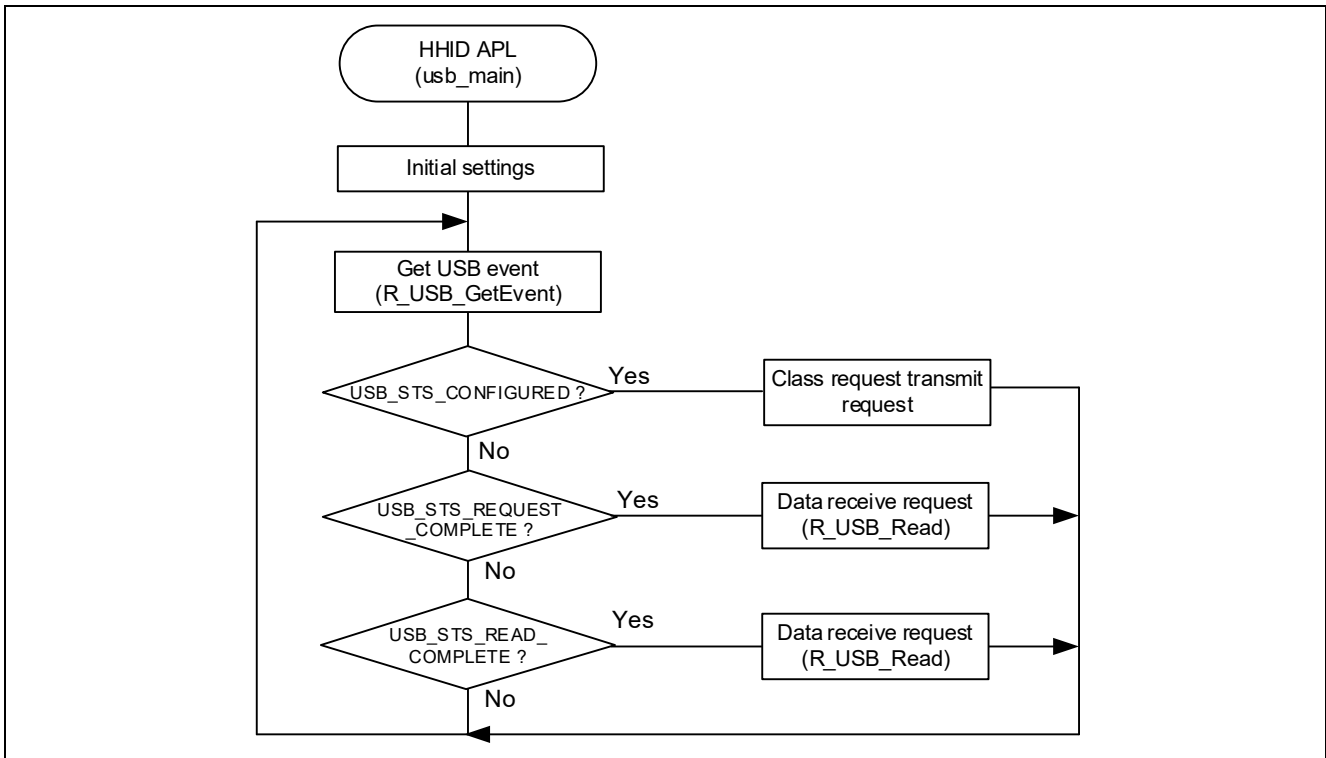 HHID APL
(usb_main)
Initial settings
Get USB event
(R_USB_GetEvent)
USB_STS_CONFIGURED ?
Yes
Class request transmit
request
No
USB_STS_REQUEST
_COMPLETE ?
Yes
Data receive request
(R_USB_Read)
No
USB_STS_READ_
COMPLETE ?
Yes
Data receive request
(R_USB_Read)
No